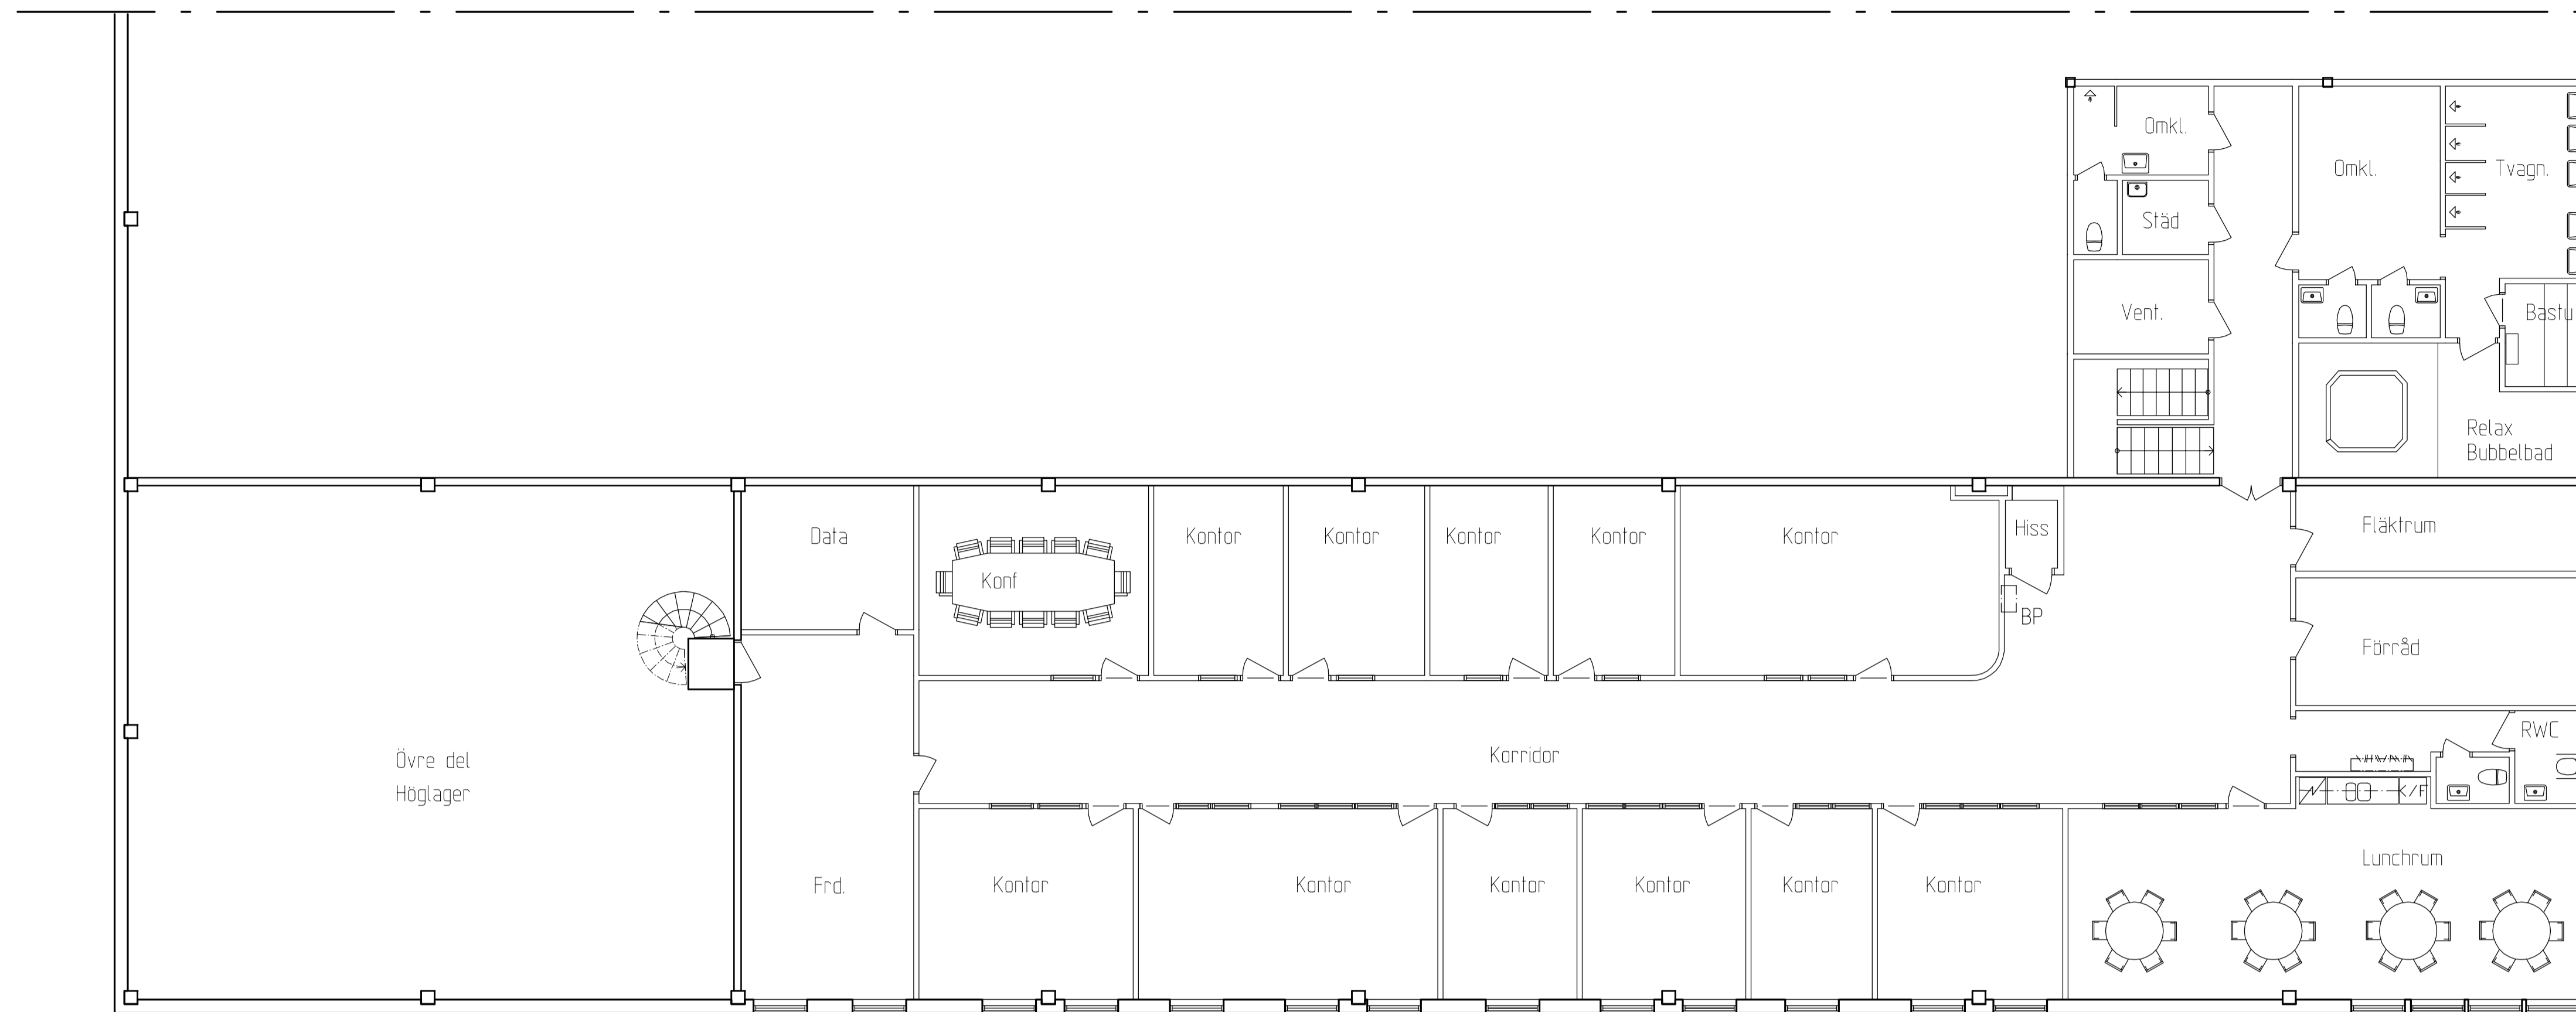 Omkl.
Omkl.
Tvagn.
Städ
Vent.
Bastu
Relax
Bubbelbad
Data
Konf
Kontor
Kontor
Kontor
Kontor
Kontor
Hiss
BP
Fläktrum
Förråd
RWC
Korridor
Övre del
Höglager
K/F
Frd.
Kontor
Kontor
Kontor
Kontor
Kontor
Kontor
Lunchrum